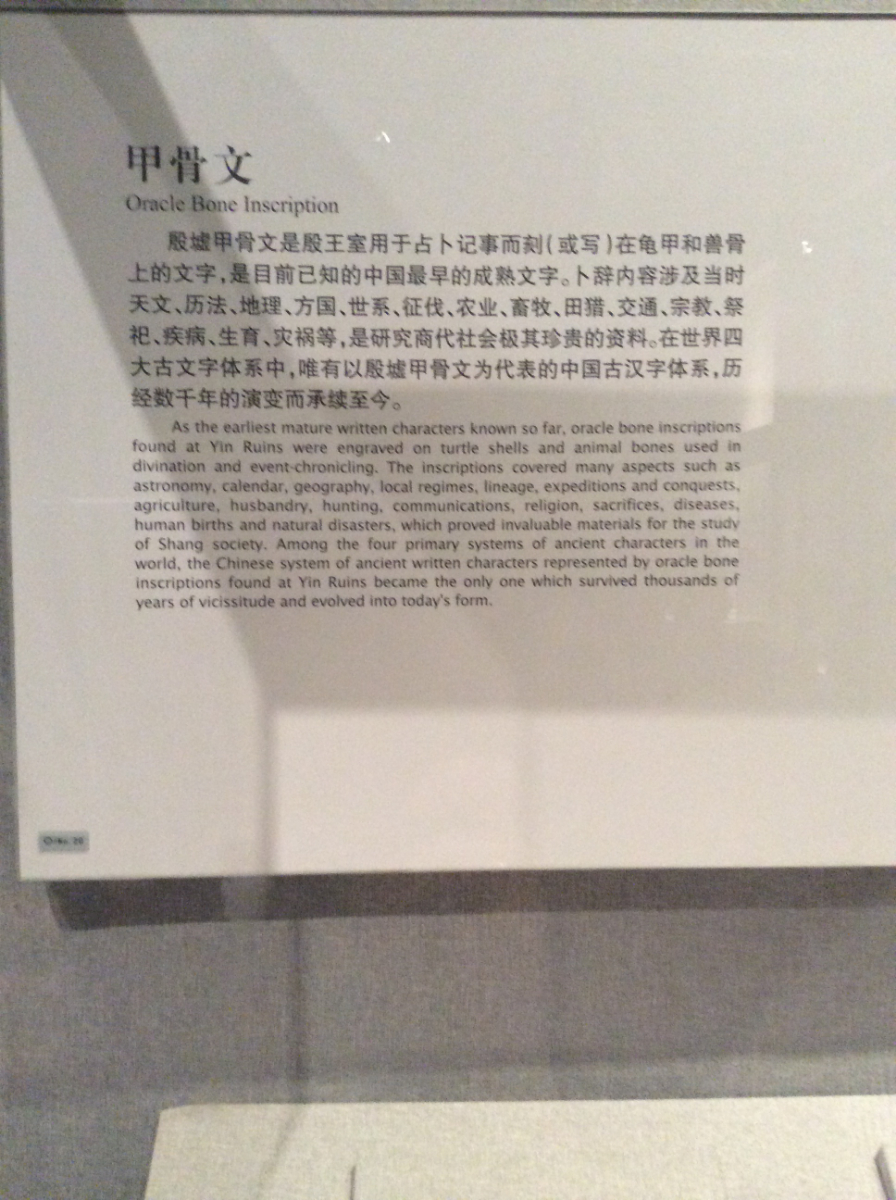 甲骨文
Oracle Bone Inscription
殷墟甲骨文是殷王室用于占卜记事而刻(或写)在龟甲和兽骨
上的文字,是目前已知的中国最早的成熟文字。卜辞内容涉及当时
天文、历法、地理、方国、世系、征伐、农业、畜牧、田猎、交通、宗教、祭
祀、疾病、生育、灾祸等,是研究商代社会极其珍贵的资料。在世界四
大古文字体系中,唯有以殷墟甲骨文为代表的中国古汉字体系,历
经数千年的演变而承续至今。
As the earliest mature written characters known so far, oracle bone inscriptions
found at Yin Ruins were engraved on turtle shells and animal bones used in
divination and event-chronicling. The inscriptions covered many aspects such as
astronomy, calendar, geography, local regimes, lineage, expeditions and conquests,
agriculture, husbandry, hunting, communications, religion, sacrifices, diseases,
human births and natural disasters, which proved invaluable materials for the study
of Shang society. Among the four primary systems of ancient characters in the
world, the Chinese system of ancient written characters represented by oracle bone
inscriptions found at Yin Ruins became the only one which survived thousands of
years of vicissitude and evolved into today's form.